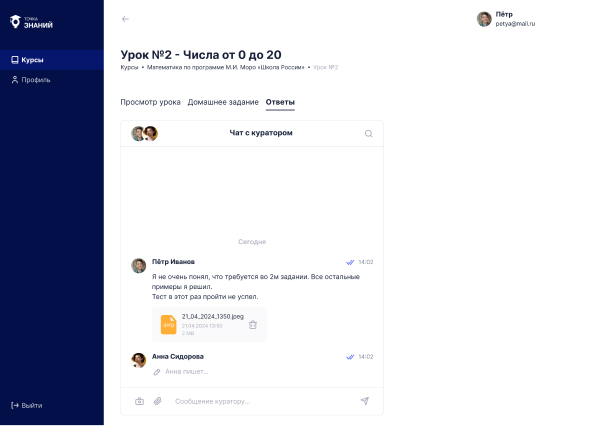 ТОЧКА
ЗНАНИЙ
Курсы
Профиль
Выйти
Пётр
petya@mail.ru
Урок №2 - Числа от 0 до 20
Курсы • Математика по программе М.И. Моро «Школа России» • Урок №2
Просмотр урока Домашнее задание Ответы
Чат с куратором
Сегодня
Пётр Иванов 14:02
Я не очень понял, что требуется во 2м задании. Все остальные
примеры я решил.
Тест в этот раз пройти не успел.
21_04_2024_1350.jpeg
21.04.2024 13:50
2 MB
Анна Сидорова 14:02
Анна пишет...
Сообщение куратору...